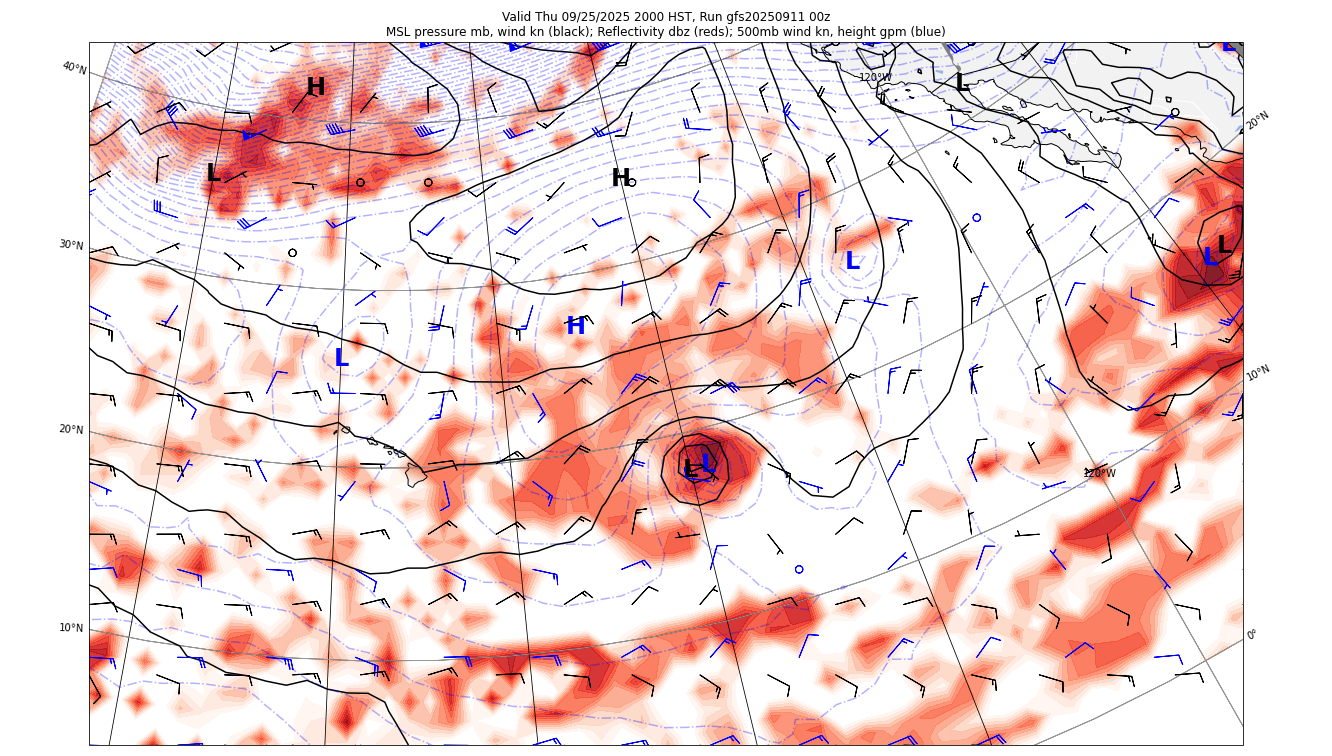 Valid Thu 09/25/2025 2000 HST, Run gfs20250911 00z
MSL pressure mb, wind kn (black); Reflectivity dbz (reds); 500mb wind kn, height gpm (blue)
L
40°N
120°W
H
L
20°N
L
H
30°N
L
L
L
H
L
10°N
20°N
L
L
120°W
10°N
0°